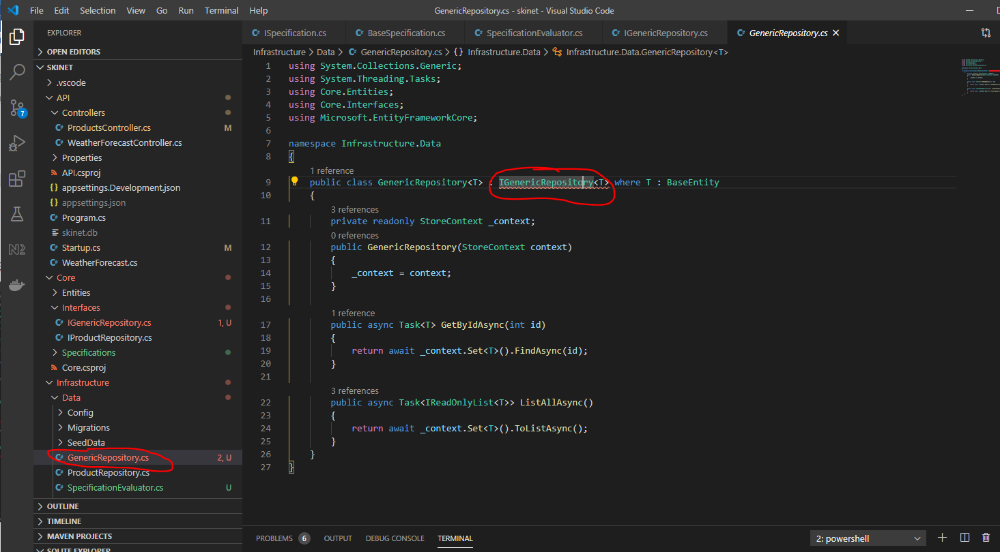 File Edit Selection View Go Run Terminal Help GenericRepository.cs - skinet - Visual Studio Code
EXPLORER
OPEN EDITORS
SKINET
.vscode
API
Controllers
ProductsController.cs M
WeatherForecastController.cs
Properties
API.csproj
{} appsettings.Development.json
{} appsettings.json
Program.cs
skinet.db
Startup.cs M
WeatherForecast.cs
Core
Entities
Interfaces
IGenericRepository.cs 1, U
IProductRepository.cs
Specifications
Core.csproj
Infrastructure
Data
Config
Migrations
SeedData
GenericRepository.cs 2, U
ProductRepository.cs
SpecificationEvaluator.cs U
OUTLINE
TIMELINE
MAVEN PROJECTS
SQLITE EXPLORER
7
ISpecification.cs BaseSpecification.cs SpecificationEvaluator.cs IGenericRepository.cs GenericRepository.cs
Infrastructure > Data > GenericRepository.cs > {} Infrastructure.Data > Infrastructure.Data.GenericRepository<T>
1 using System.Collections.Generic;
2 using System.Threading.Tasks;
3 using Core.Entities;
4 using Core.Interfaces;
5 using Microsoft.EntityFrameworkCore;
6
7 namespace Infrastructure.Data
8 {
1 reference
9 public class GenericRepository<T> : IGenericRepository<T> where T : BaseEntity
10 {
3 references
11 private readonly StoreContext _context;
0 references
12 public GenericRepository(StoreContext context)
13 {
14 _context = context;
15 }
16
1 reference
17 public async Task<T> GetByIdAsync(int id)
18 {
19 return await _context.Set<T>().FindAsync(id);
20 }
21
3 references
22 public async Task<IReadOnlyList<T>> ListAllAsync()
23 {
24 return await _context.Set<T>().ToListAsync();
25 }
26 }
27 }
PROBLEMS 6 OUTPUT DEBUG CONSOLE TERMINAL 2: powershell